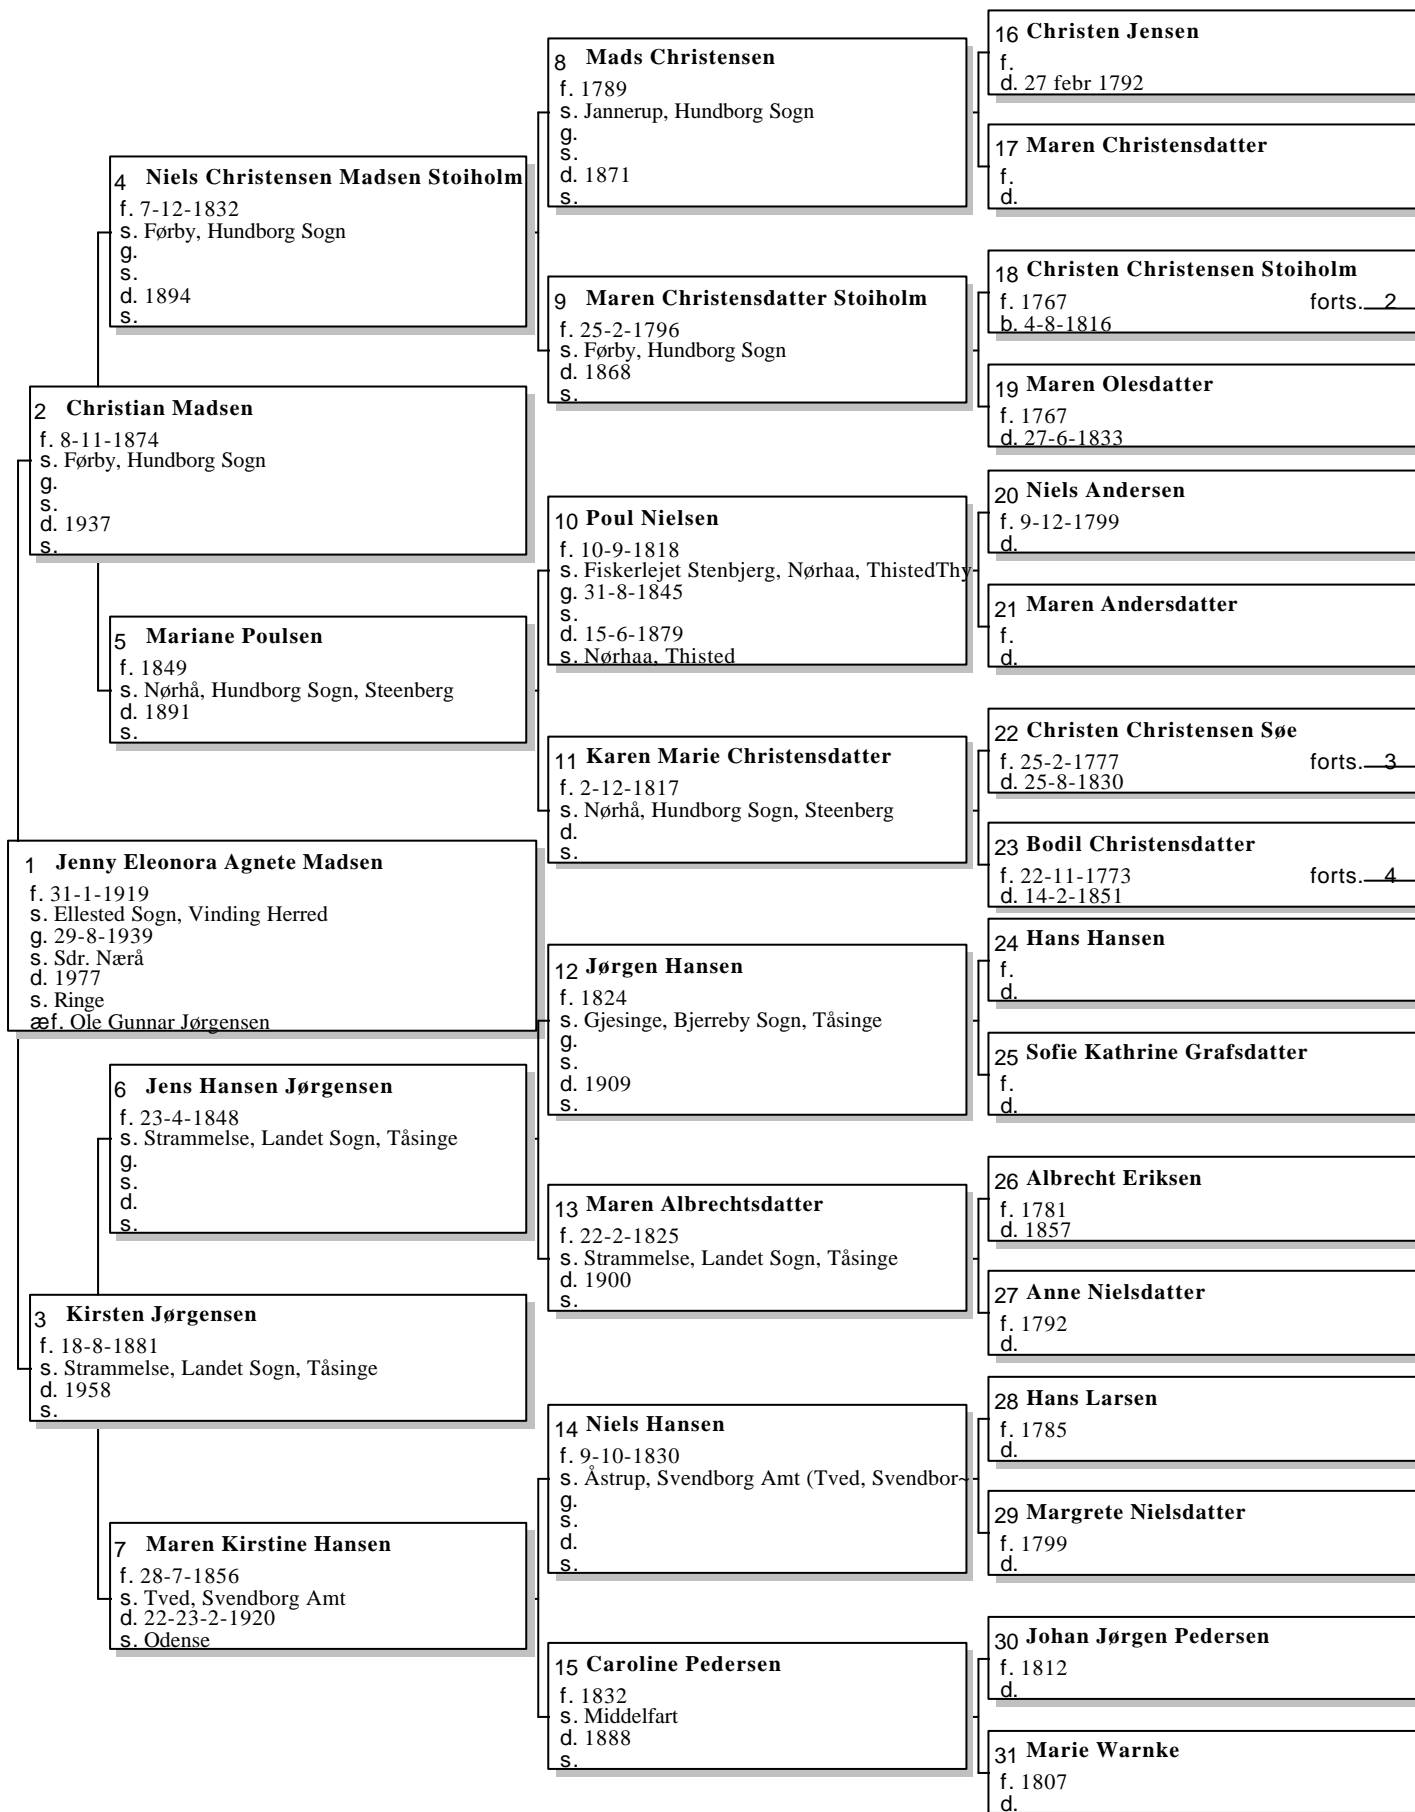 1 Jenny Eleonora Agnete Madsen
f. 31-1-1919
s. Ellested Sogn, Vinding Herred
g. 29-8-1939
s. Sdr. Nærå
d. 1977
s. Ringe
æf. Ole Gunnar Jørgensen
2 Christian Madsen
f. 8-11-1874
s. Førby, Hundborg Sogn
g.
s.
d. 1937
s.
3 Kirsten Jørgensen
f. 18-8-1881
s. Strammelse, Landet Sogn, Tåsinge
d. 1958
s.
4 Niels Christensen Madsen Stoiholm
f. 7-12-1832
s. Førby, Hundborg Sogn
g.
s.
d. 1894
s.
5 Mariane Poulsen
f. 1849
s. Nørhå, Hundborg Sogn, Steenberg
d. 1891
s.
6 Jens Hansen Jørgensen
f. 23-4-1848
s. Strammelse, Landet Sogn, Tåsinge
g.
s.
d.
s.
7 Maren Kirstine Hansen
f. 28-7-1856
s. Tved, Svendborg Amt
d. 22-23-2-1920
s. Odense
8 Mads Christensen
f. 1789
s. Jannerup, Hundborg Sogn
g.
s.
d. 1871
s.
9 Maren Christensdatter Stoiholm
f. 25-2-1796
s. Førby, Hundborg Sogn
d. 1868
s.
10 Poul Nielsen
f. 10-9-1818
s. Fiskerlejet Stenbjerg, Nørhaa, ThistedThy
g. 31-8-1845
s.
d. 15-6-1879
s. Nørhaa, Thisted
11 Karen Marie Christensdatter
f. 2-12-1817
s. Nørhå, Hundborg Sogn, Steenberg
d.
s.
12 Jørgen Hansen
f. 1824
s. Gjesinge, Bjerreby Sogn, Tåsinge
g.
s.
d. 1909
s.
13 Maren Albrechtsdatter
f. 22-2-1825
s. Strammelse, Landet Sogn, Tåsinge
d. 1900
s.
14 Niels Hansen
f. 9-10-1830
s. Åstrup, Svendborg Amt (Tved, Svendbor~
g.
s.
d.
s.
15 Caroline Pedersen
f. 1832
s. Middelfart
d. 1888
s.
16 Christen Jensen
f.
d. 27 febr 1792
17 Maren Christensdatter
f.
d.
18 Christen Christensen Stoiholm
f. 1767 forts. 2
b. 4-8-1816
19 Maren Olesdatter
f. 1767
d. 27-6-1833
20 Niels Andersen
f. 9-12-1799
d.
21 Maren Andersdatter
f.
d.
22 Christen Christensen Søe
f. 25-2-1777 forts. 3
d. 25-8-1830
23 Bodil Christensdatter
f. 22-11-1773 forts. 4
d. 14-2-1851
24 Hans Hansen
f.
d.
25 Sofie Kathrine Grafsdatter
f.
d.
26 Albrecht Eriksen
f. 1781
d. 1857
27 Anne Nielsdatter
f. 1792
d.
28 Hans Larsen
f. 1785
d.
29 Margrete Nielsdatter
f. 1799
d.
30 Johan Jørgen Pedersen
f. 1812
d.
31 Marie Warnke
f. 1807
d.